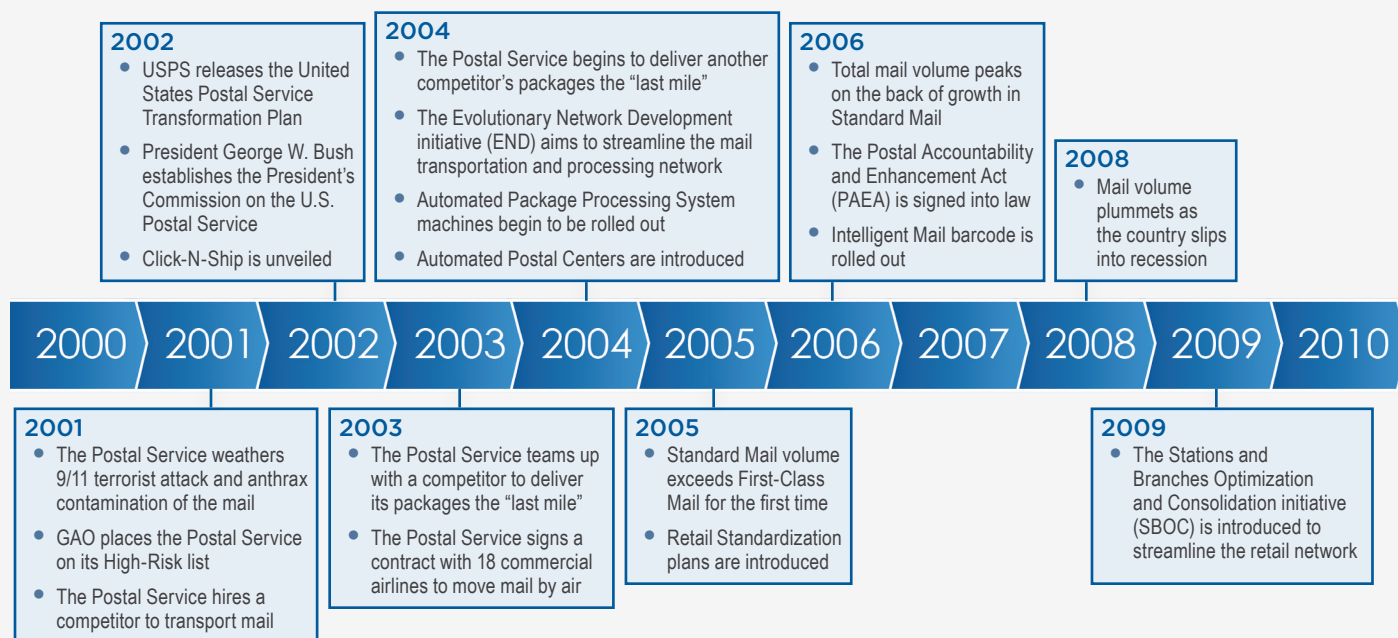 2002
USPS releases the United
States Postal Service
Transformation Plan
President George W. Bush
establishes the President's
Commission on the U.S.
Postal Service
Click-N-Ship is unveiled
2004
The Postal Service begins to deliver another
competitor's packages the “last mile”
The Evolutionary Network Development
initiative (END) aims to streamline the mail
transportation and processing network
Automated Package Processing System
machines begin to be rolled out
Automated Postal Centers are introduced
2006
Total mail volume peaks
on the back of growth in
Standard Mail
The Postal Accountability
and Enhancement Act
(PAEA) is signed into law
Intelligent Mail barcode is
rolled out
2008
Mail volume
plummets as
the country slips
into recession
2000 2001 2002 2003 2004 2005 2006 2007 2008 2009 2010
2001
The Postal Service weathers
9/11 terrorist attack and anthrax
contamination of the mail
GAO places the Postal Service
on its High-Risk list
The Postal Service hires a
competitor to transport mail
2003
The Postal Service teams up
with a competitor to deliver
its packages the “last mile”
The Postal Service signs a
contract with 18 commercial
airlines to move mail by air
2005
Standard Mail volume
exceeds First-Class
Mail for the first time
Retail Standardization
plans are introduced
2009
The Stations and
Branches Optimization
and Consolidation initiative
(SBOC) is introduced to
streamline the retail network